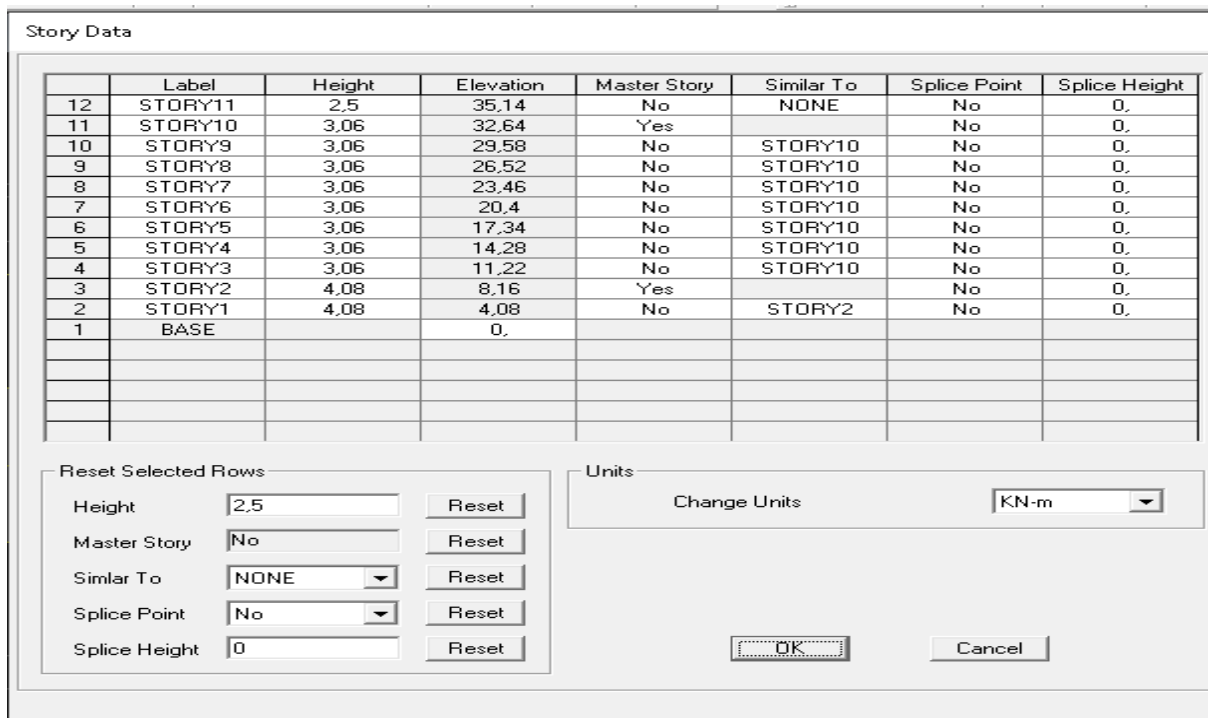 Story Data
Label Height Elevation Master Story Similar To Splice Point Splice Height
12 STORY11 2,5 35,14 No NONE No 0,
11 STORY10 3,06 32,64 Yes No 0,
10 STORY9 3,06 29,58 No STORY10 No 0,
9 STORY8 3,06 26,52 No STORY10 No 0,
8 STORY7 3,06 23,46 No STORY10 No 0,
7 STORY6 3,06 20,4 No STORY10 No 0,
6 STORY5 3,06 17,34 No STORY10 No 0,
5 STORY4 3,06 14,28 No STORY10 No 0,
4 STORY3 3,06 11,22 No STORY10 No 0,
3 STORY2 4,08 8,16 Yes No 0,
2 STORY1 4,08 4,08 No STORY2 No 0,
1 BASE 0,
Reset Selected Rows
Height 2,5 Reset
Master Story No Reset
Simlar To NONE Reset
Splice Point No Reset
Splice Height 0 Reset
Units
Change Units KN-m
OK Cancel